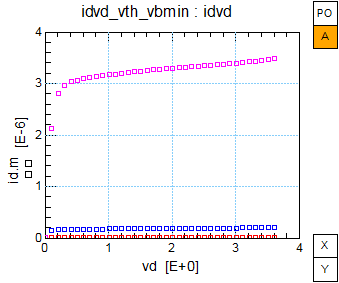 idvd_vth_vbmin : idvd
PO
A
4
3
2
1
0
id.m [E-6]
0 1 2 3 4
vd [E+0]
X
Y